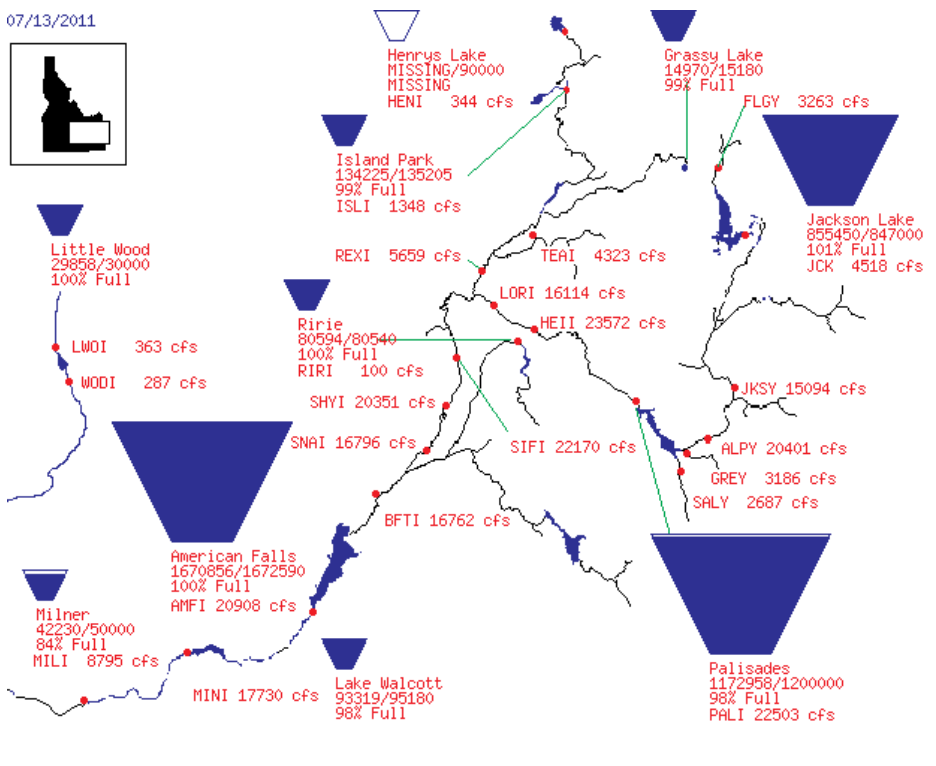 07/13/2011
Henrys Lake
MISSING/90000
MISSING
HENI 344 cfs
Grassy Lake
14970/15180
99% Full
FLGY 3263 cfs
Island Park
134225/135205
99% Full
ISLI 1348 cfs
Jackson Lake
855450/847000
101% Full
JCK 4518 cfs
Little Wood
29858/30000
100% Full
REXI 5659 cfs
TEAI 4323 cfs
LORI 16114 cfs
HEII 23572 cfs
Ririe
80594/80540
100% Full
RIRI 100 cfs
LWOI 363 cfs
WODI 287 cfs
JKSY 15094 cfs
SHYI 20351 cfs
SNAI 16796 cfs
SIFI 22170 cfs
ALPY 20401 cfs
GREY 3186 cfs
SALY 2687 cfs
BFTI 16762 cfs
American Falls
1670856/1672590
100% Full
AMFI 20908 cfs
Milner
42230/50000
84% Full
MILI 8795 cfs
MINI 17730 cfs
Lake Walcott
93319/95180
98% Full
Palisades
1172958/1200000
98% Full
PALI 22503 cfs